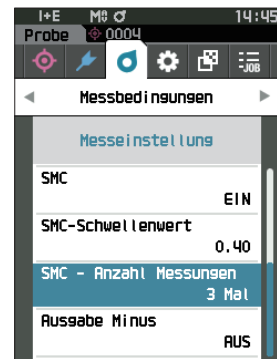 I+E M0 14:45
Probe 0004
-JOB
Messbedingungen
Messeinstellung
SMC
EIN
SMC-Schwellenwert
0.40
SMC - Anzahl Messungen
3 Mal
Ausgabe Minus
AUS